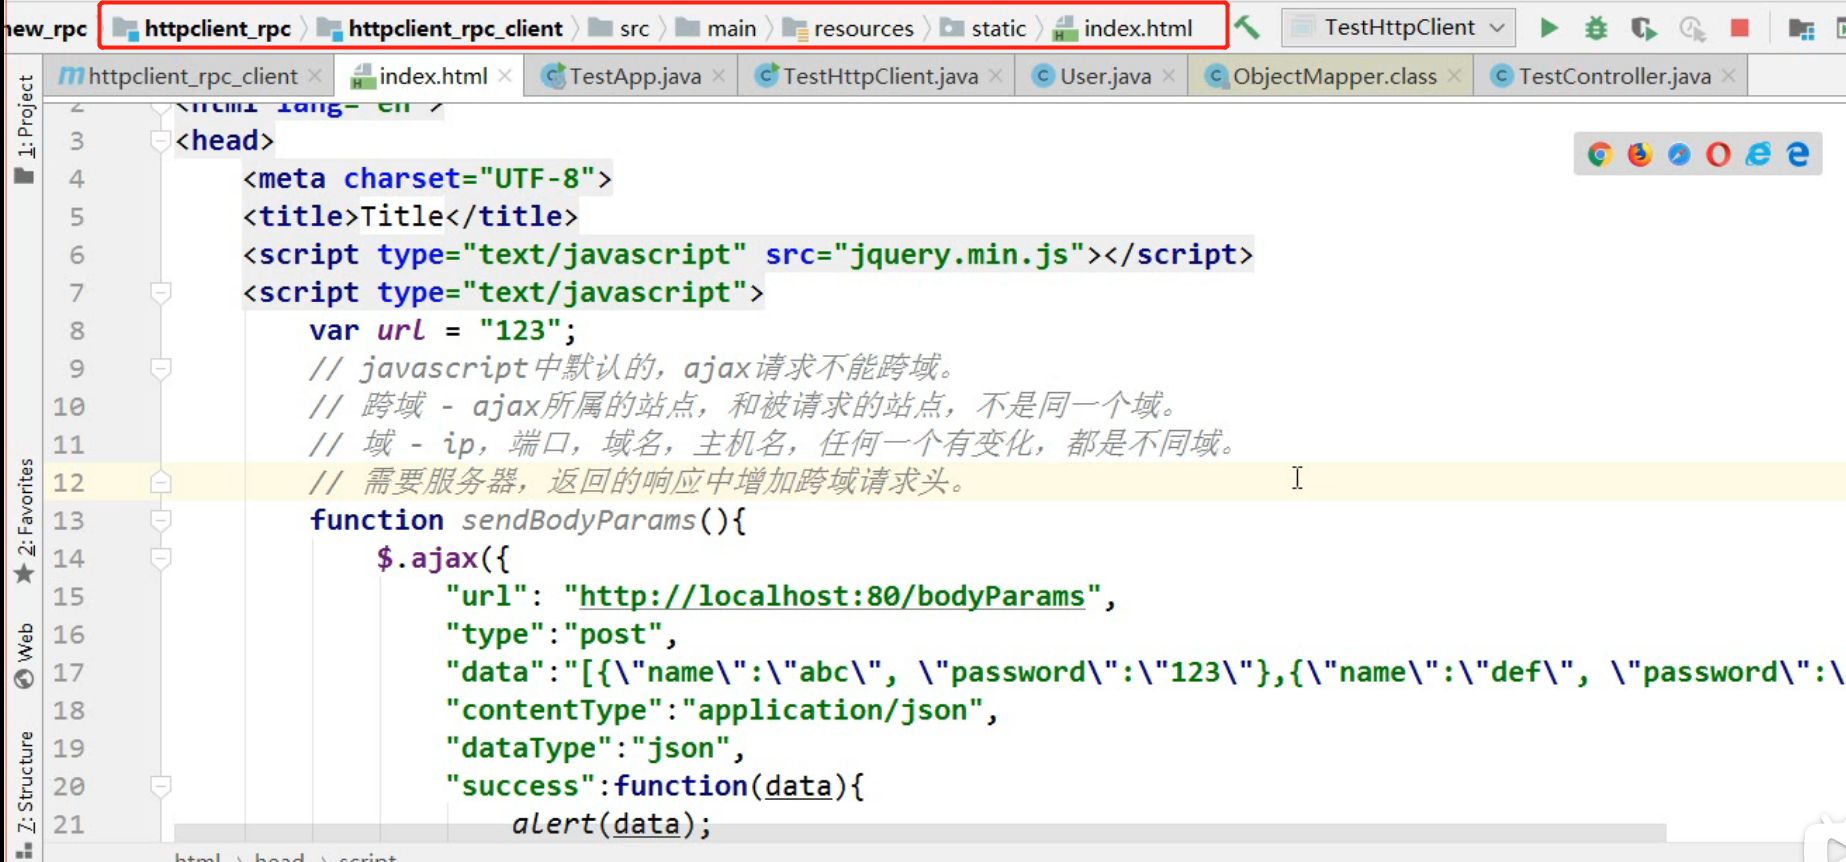 new_rpc httpclient_rpc httpclient_rpc_client src main resources static index.html TestHttpClient
httpclient_rpc_client index.html TestApp.java TestHttpClient.java User.java ObjectMapper.class TestController.java
1: Project
2: Favorites
Web
7: Structure
2 <html lang="en">
3 <head>
4 <meta charset="UTF-8">
5 <title>Title</title>
6 <script type="text/javascript" src="jquery.min.js"></script>
7 <script type="text/javascript">
8 var url = "123";
9 // javascript中默认的，ajax请求不能跨域。
10 // 跨域 - ajax所属的站点，和被请求的站点，不是同一个域。
11 // 域 - ip，端口，域名，主机名，任何一个有变化，都是不同域。
12 // 需要服务器，返回的响应中增加跨域请求头。
13 function sendBodyParams(){
14 $.ajax({
15 "url": "http://localhost:80/bodyParams",
16 "type":"post",
17 "data":"[{\"name\":\"abc\", \"password\":\"123\"},{\"name\":\"def\", \"password\":\
18 "contentType":"application/json",
19 "dataType":"json",
20 "success":function(data){
21 alert(data);
html head script